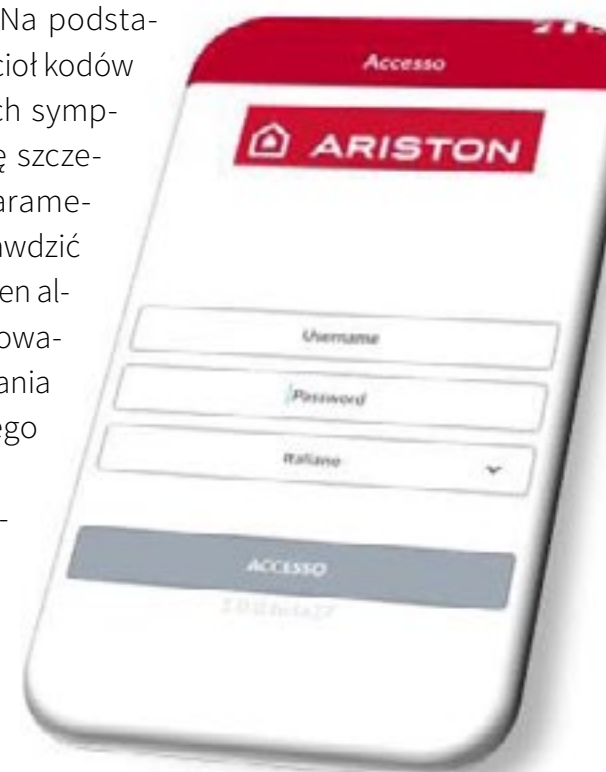 Na podsta-
cioł kodów
ch symp-
ę szcze-
arame-
awdzić
en al-
owa-
ania
ego
-
Accesso
ARISTON
Username
Password
Italiano
ACCESSO